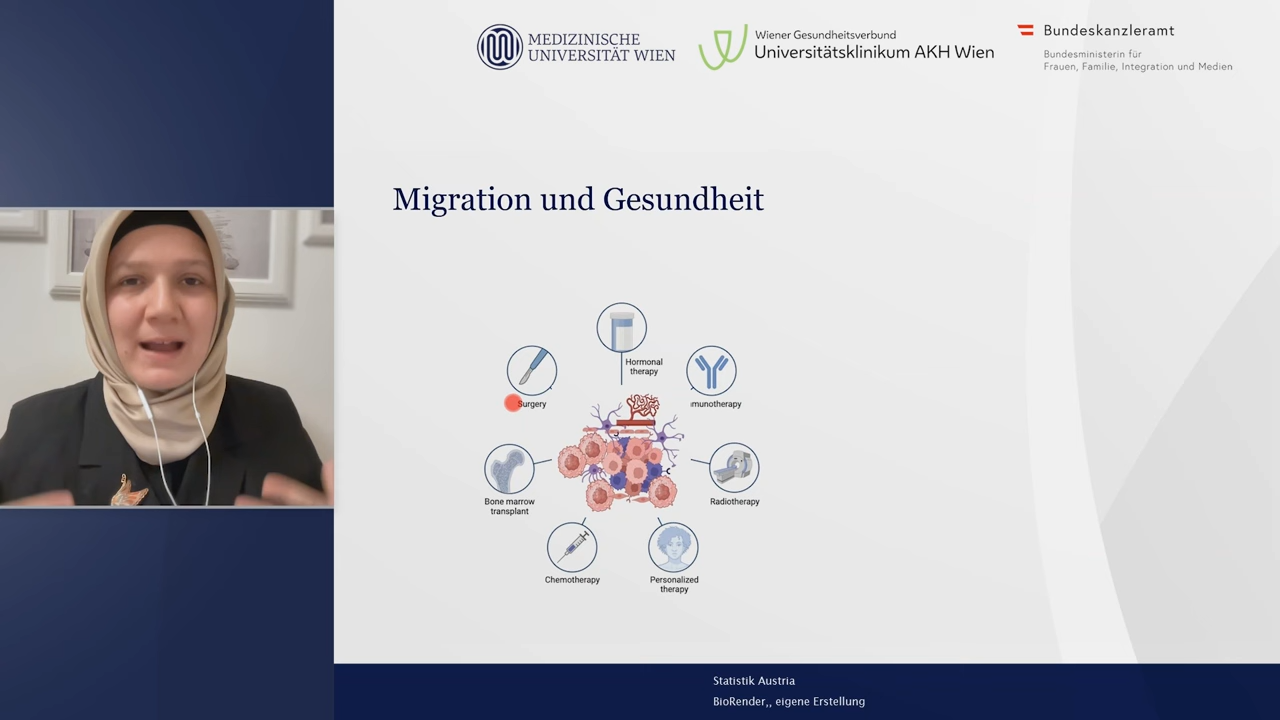 MEDIZINISCHE
UNIVERSITÄT WIEN
Wiener Gesundheitsverbund
Universitätsklinikum AKH Wien
Bundeskanzleramt
Bundesministerin für
Frauen, Familie, Integration und Medien
Migration und Gesundheit
Hormonal
therapy
Surgery
munotherapy
Bone marrow
transplant
Radiotherapy
Chemotherapy
Personalized
therapy
Statistik Austria
BioRender,, eigene Erstellung